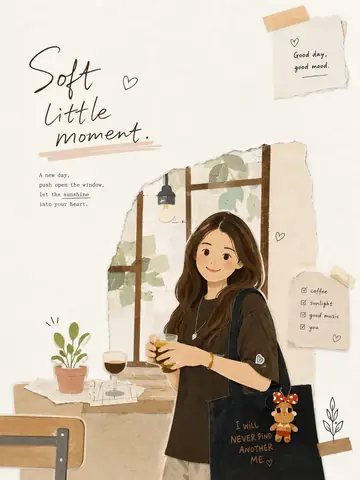 Soft
little
moment.
A new day,
push open the window,
let the sunshine
into your heart.
Good day,
good mood.
coffee
sunlight
good music
you
I WILL
NEVER FIND
ANOTHER
ME.